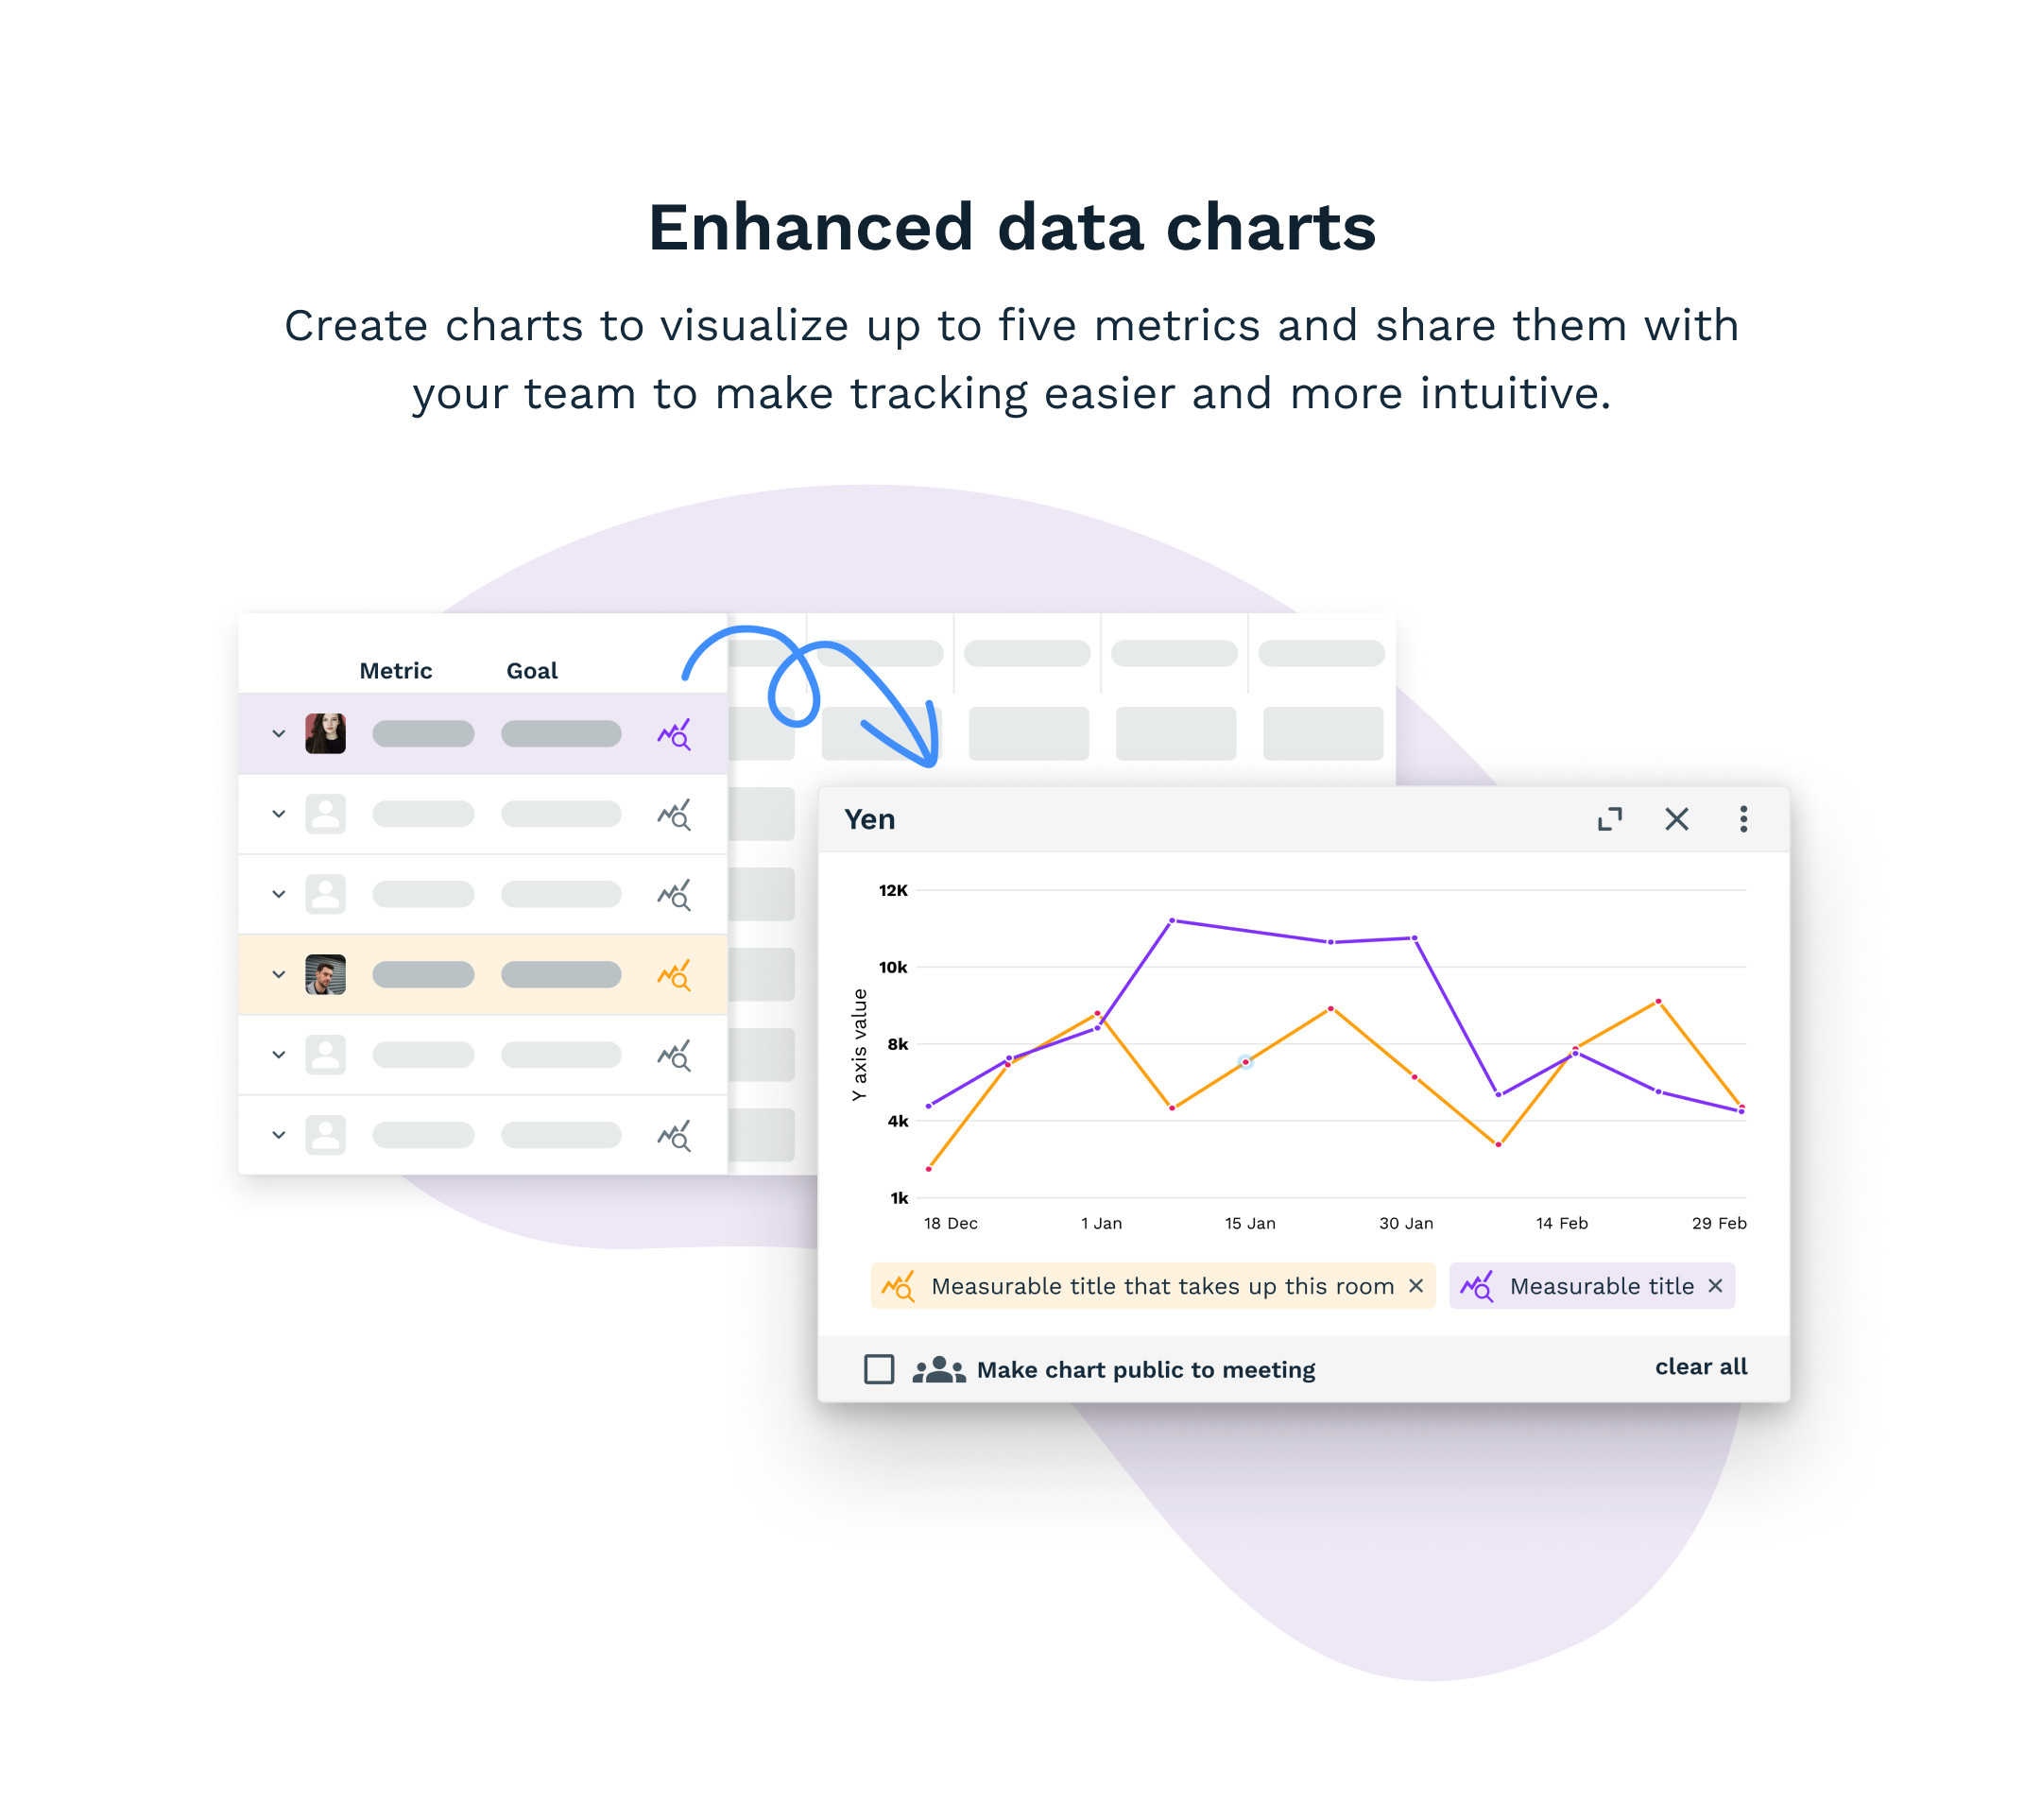 Enhanced data charts
Create charts to visualize up to five metrics and share them with
your team to make tracking easier and more intuitive.
Metric Goal
Yen
12K
10k
8k
4k
1k
Y axis value
18 Dec 1 Jan 15 Jan 30 Jan 14 Feb 29 Feb
Measurable title that takes up this room Measurable title
Make chart public to meeting clear all